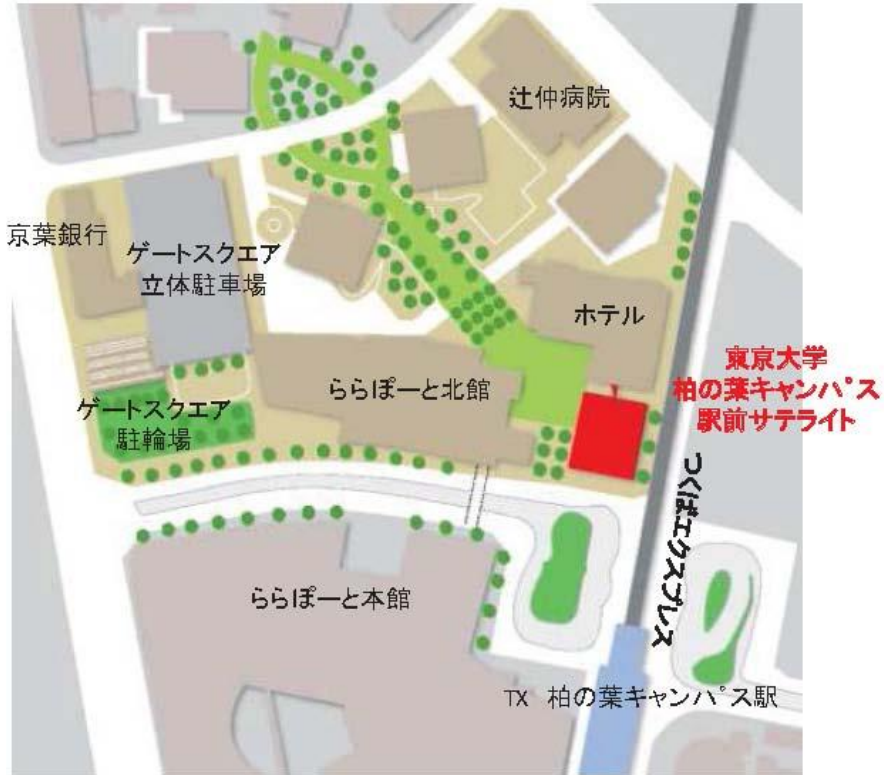 辻仲病院
京葉銀行
ゲートスクエア
立体駐車場
ホテル
東京大学
柏の葉キャンパス
駅前サテライト
ららぽーと北館
ゲートスクエア
駐輪場
つくばエクスプレス
ららぽーと本館
TX 柏の葉キャンパス駅